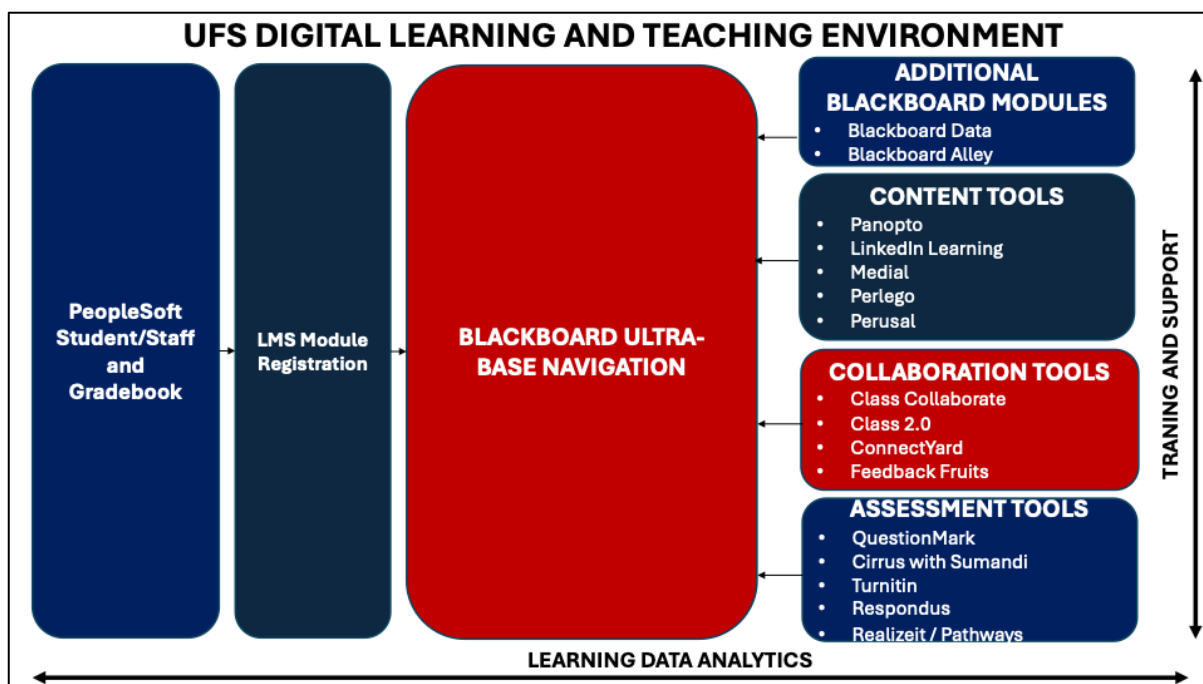 UFS DIGITAL LEARNING AND TEACHING ENVIRONMENT
PeopleSoft
Student/Staff
and
Gradebook
LMS Module
Registration
BLACKBOARD ULTRA-
BASE NAVIGATION
ADDITIONAL
BLACKBOARD MODULES
• Blackboard Data
• Blackboard Alley
CONTENT TOOLS
• Panopto
• LinkedIn Learning
• Medial
• Perlego
• Perusal
COLLABORATION TOOLS
• Class Collaborate
• Class 2.0
• ConnectYard
• Feedback Fruits
ASSESSMENT TOOLS
• QuestionMark
• Cirrus with Sumandi
• Turnitin
• Respondus
• Realizeit / Pathways
TRANING AND SUPPORT
LEARNING DATA ANALYTICS